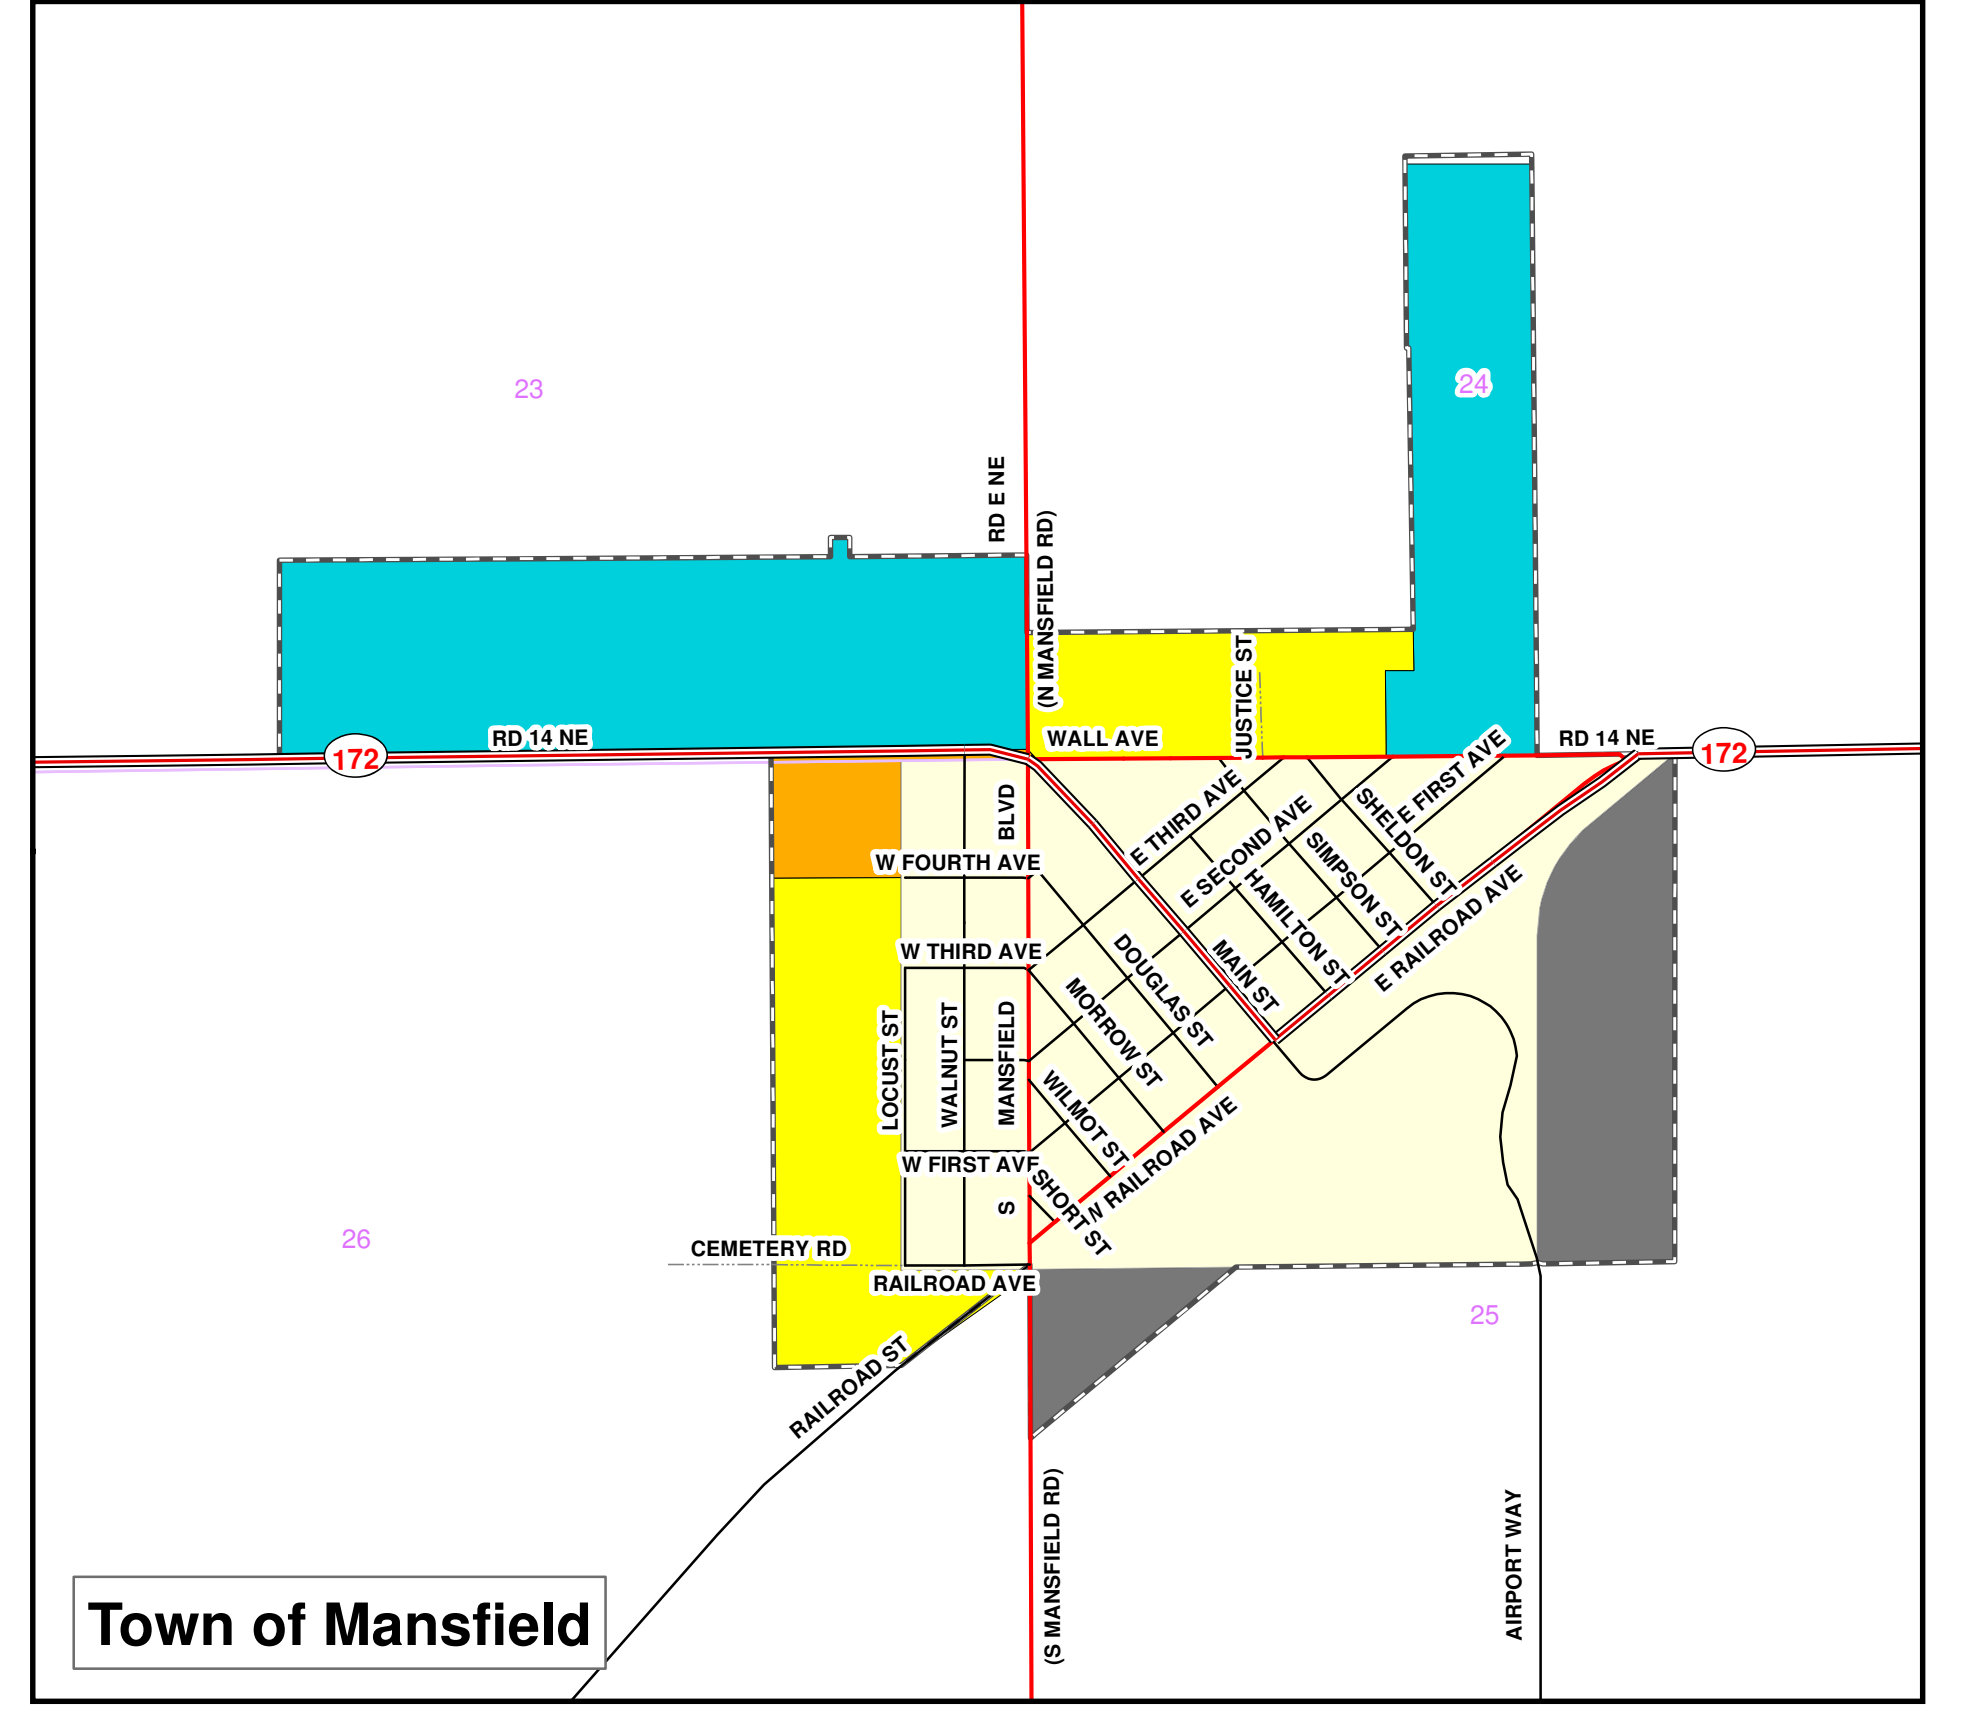 23
24
RD E NE
(N MANSFIELD RD)
JUSTICE ST
172
RD 14 NE
WALL AVE
RD 14 NE
172
BLVD
E THIRD AVE
E SECOND AVE
E FIRST AVE
SHELDON ST
SIMPSON ST
HAMILTON ST
MAIN ST
E RAILROAD AVE
W FOURTH AVE
W THIRD AVE
DOUGLAS ST
MORROW ST
WILMOT ST
LOCUST ST
WALNUT ST
MANSFIELD
W FIRST AVE
S
SHORT ST
W RAILROAD AVE
26
CEMETERY RD
RAILROAD AVE
RAILROAD ST
25
(S MANSFIELD RD)
AIRPORT WAY
Town of Mansfield